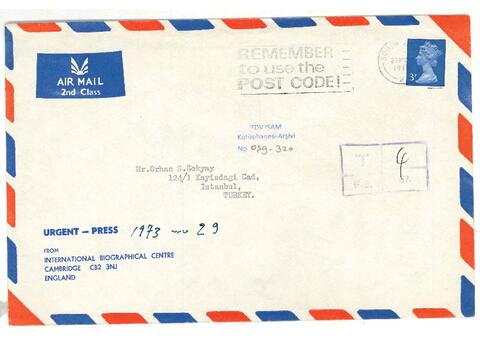 AIR MAIL
2nd Class
REMEMBER
to use the
POST CODE!
3P
TDV ISAM
Kütüphanesi Arşivi
No. OSG-320
Mr.Orhan S.Gokyay
124/1 Kayisdagi Cad,
Istanbul,
TURKEY.
T
4
URGENT — PRESS 1973 29
FROM
INTERNATIONAL BIOGRAPHICAL CENTRE
CAMBRIDGE CB2 3NJ
ENGLAND